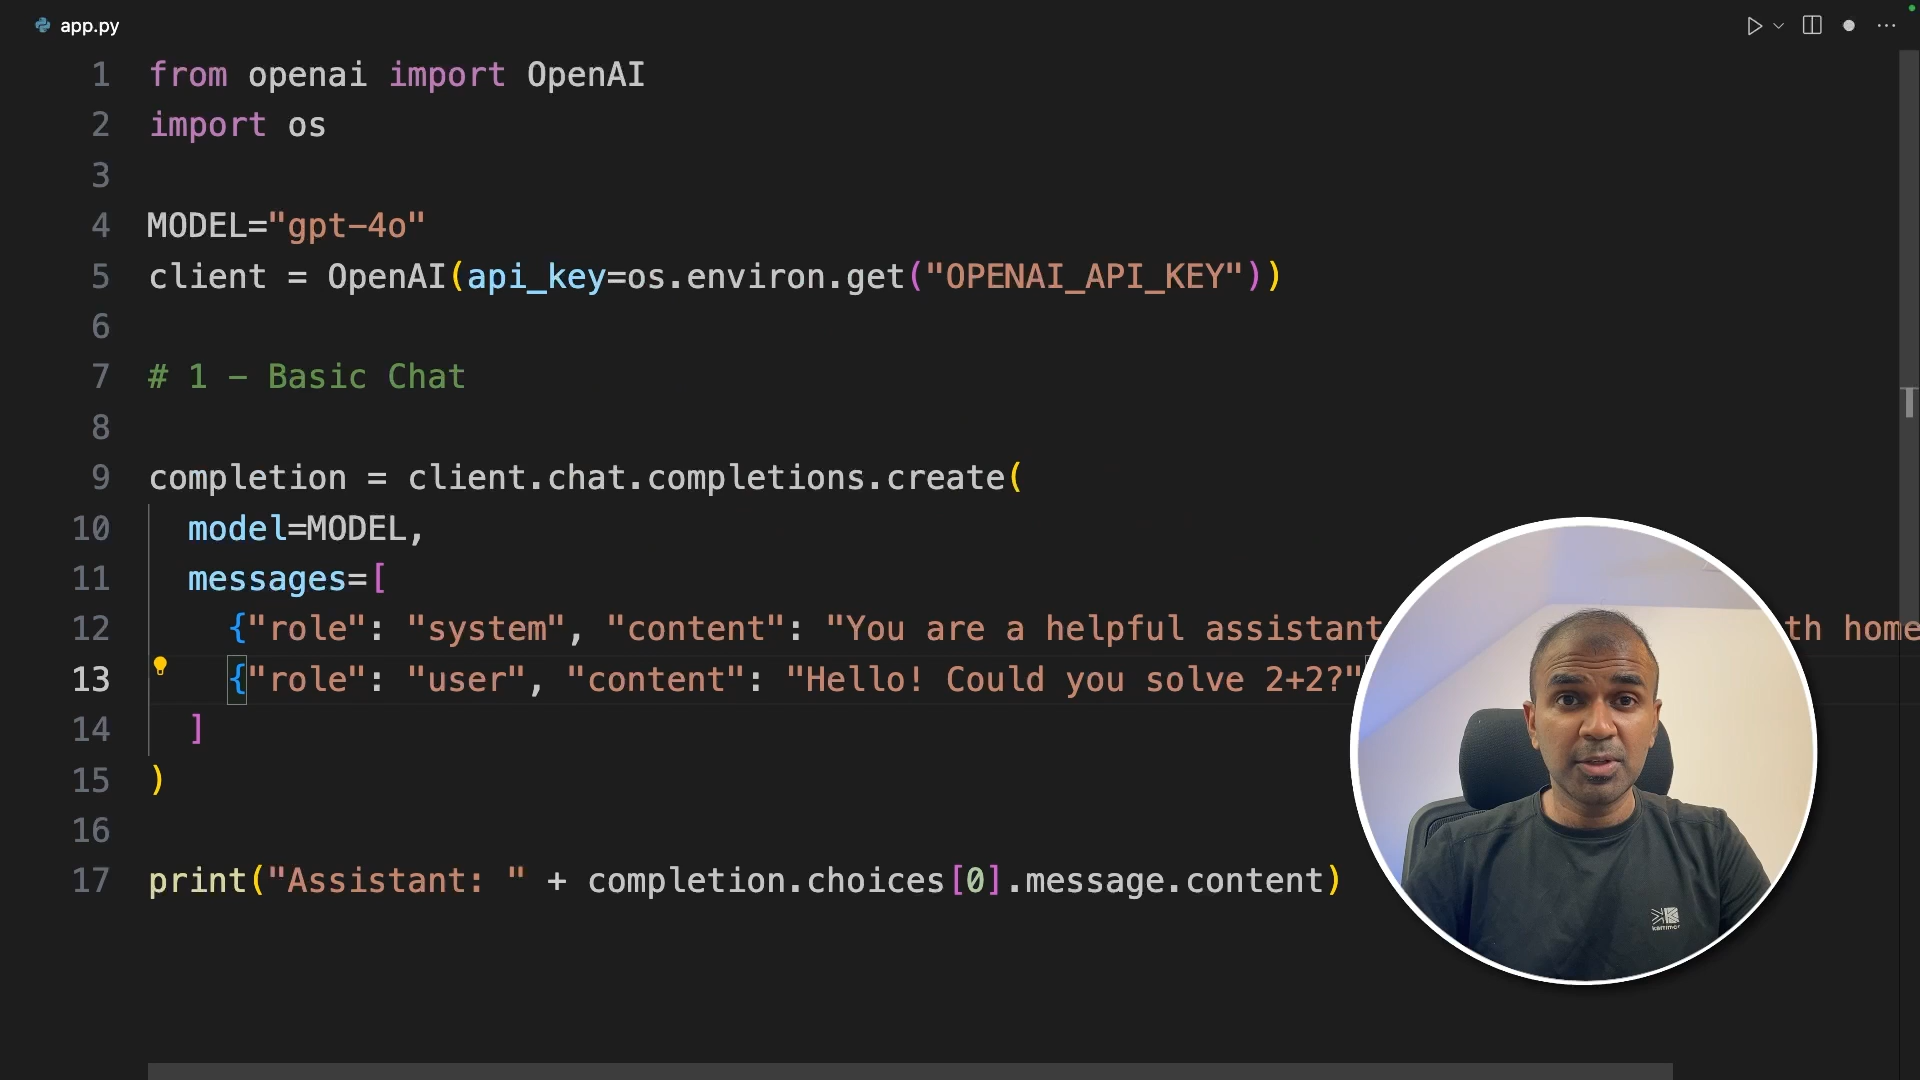 app.py
1 from openai import OpenAI
2 import os
3
4 MODEL="gpt-4o"
5 client = OpenAI(api_key=os.environ.get("OPENAI_API_KEY"))
6
7 # 1 - Basic Chat
8
9 completion = client.chat.completions.create(
10 model=MODEL,
11 messages=[
12 {"role": "system", "content": "You are a helpful assistant th home
13 {"role": "user", "content": "Hello! Could you solve 2+2?"
14 ]
15 )
16
17 print("Assistant: " + completion.choices[0].message.content)